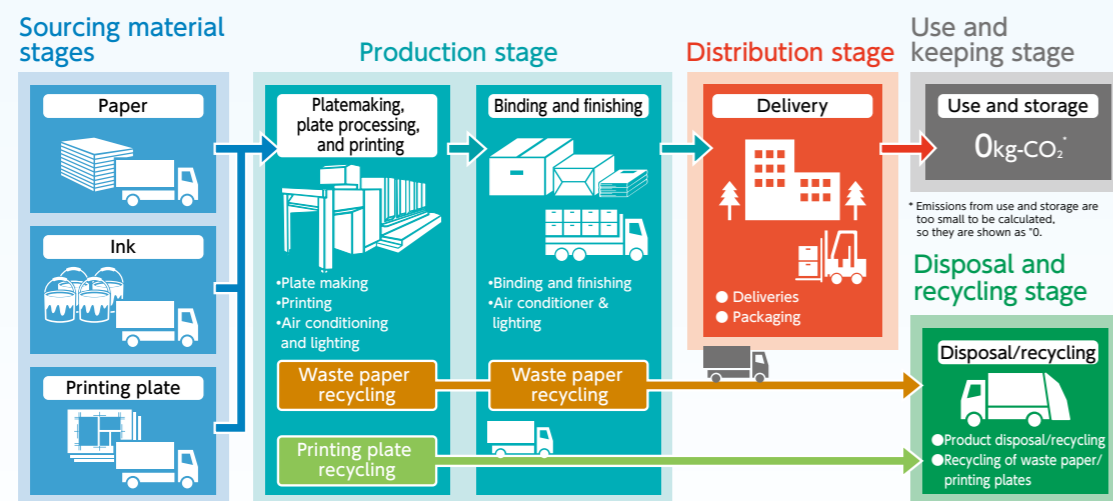 Sourcing material
stages
Paper
Ink
Printing plate
Production stage
Platemaking,
plate processing,
and printing
•Plate making
•Printing
•Air conditioning
and lighting
Binding and finishing
•Binding and finishing
•Air conditioner &
lighting
Waste paper
recycling
Waste paper
recycling
Printing plate
recycling
Distribution stage
Delivery
● Deliveries
● Packaging
Use and
keeping stage
Use and storage
0kg-CO₂*
* Emissions from use and storage are
too small to be calculated,
so they are shown as "0.
Disposal and
recycling stage
Disposal/recycling
●Product disposal/recycling
●Recycling of waste paper/
printing plates